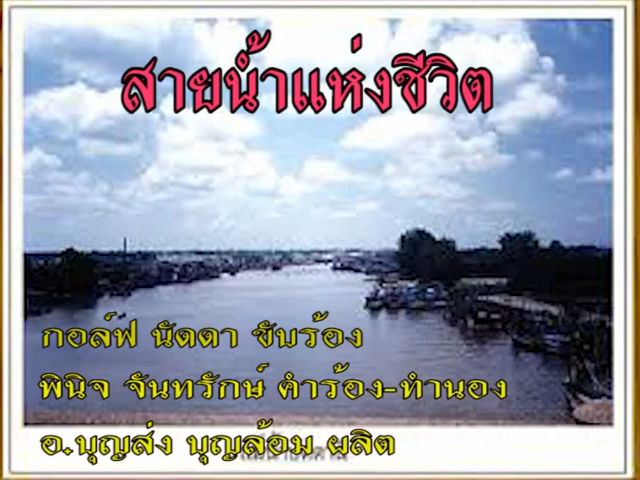 สายน้ำแห่งชีวิต
กอล์ฟ นัดดา ขับร้อง
พินิจ จันทรักษ์ คำร้อง-ทำนอง
อ.บุญส่ง บุญล้อม ผลิต